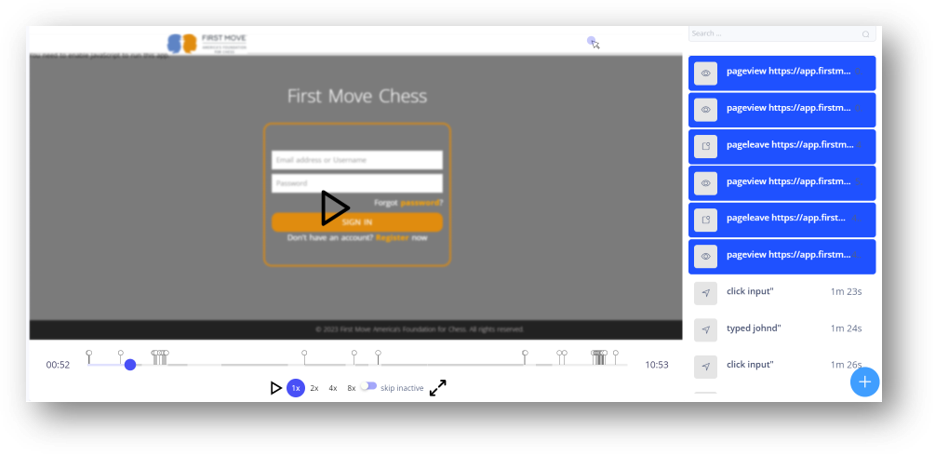 FIRST MOVE
AMERICA'S FOUNDATION
FOR CHESS
You need to enable JavaScript to run this app.
First Move Chess
Email address or Username
Password
Forgot password?
SIGN IN
Don't have an account? Register now
© 2023 First Move America's Foundation for Chess. All rights reserved.
00:52
10:53
1x 2x 4x 8x skip inactive
Search ...
pageview https://app.firstm...
pageview https://app.firstm...
pageleave https://app.firstm...
pageview https://app.firstm...
pageleave https://app.first...
pageview https://app.firstm...
click input" 1m 23s
typed johnd" 1m 24s
click input" 1m 26s